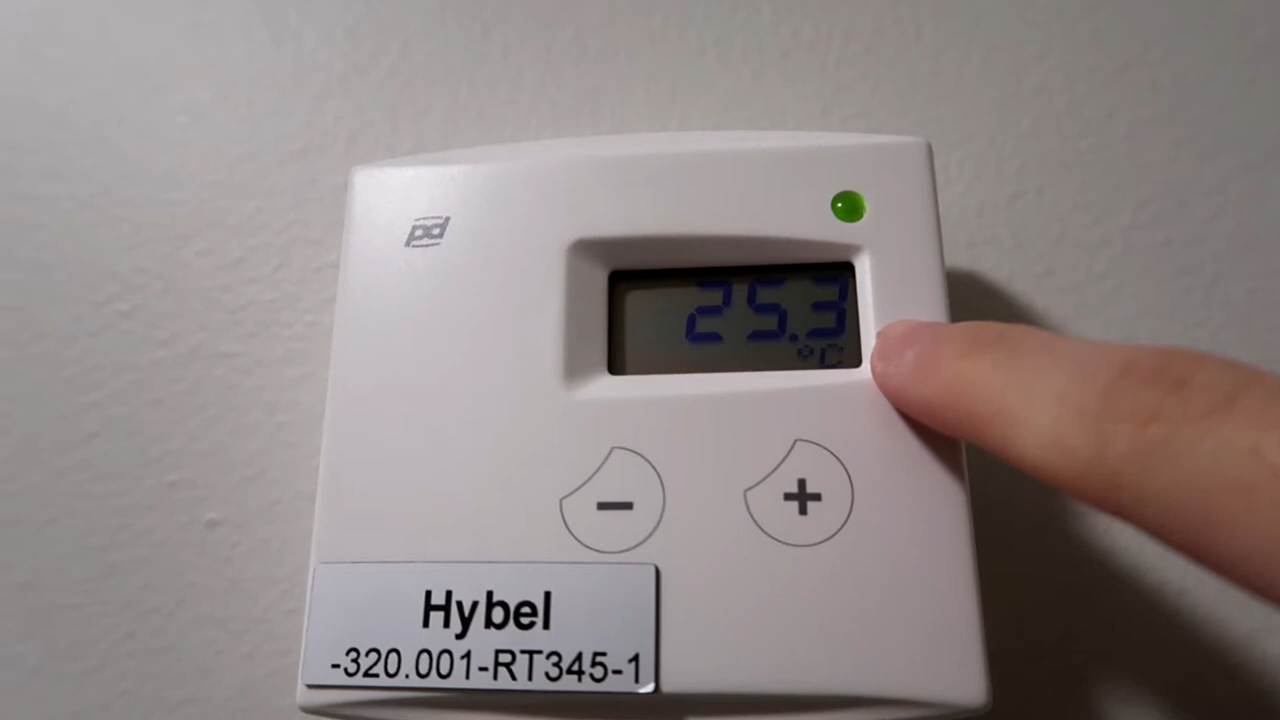 pd
25.3
°C
− +
Hybel
-320.001-RT345-1